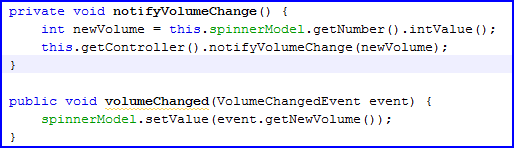 private void notifyVolumeChange() {
    int newVolume = this.spinnerModel.getNumber().intValue();
    this.getController().notifyVolumeChange(newVolume);
}

public void volumeChanged(VolumeChangedEvent event) {
    spinnerModel.setValue(event.getNewVolume());
}